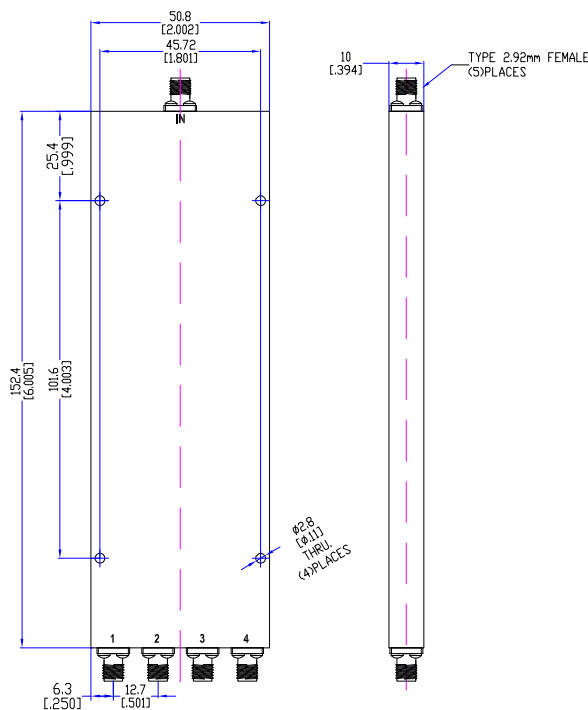 50.8
[2.002]
45.72
[1.801]
10
[.394]
TYPE 2.92mm FEMALE
(5)PLACES
IN
25.4
[.999]
152.4
[6.005]
101.6
[4.003]
Ø2.8
[Ø.11]
THRU.
(4)PLACES
1 2 3 4
6.3
[.250]
12.7
[.501]